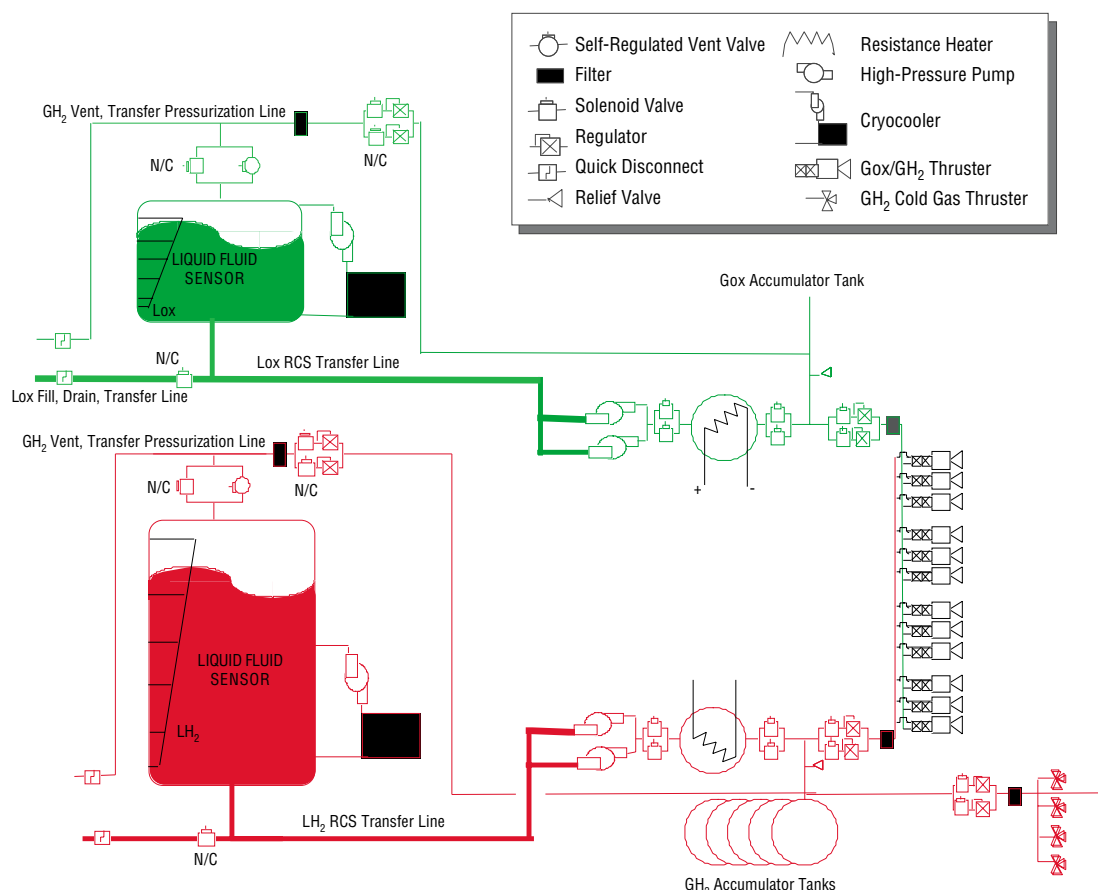 Self-Regulated Vent Valve
Filter
Solenoid Valve
Regulator
Quick Disconnect
Relief Valve
Resistance Heater
High-Pressure Pump
Cryocooler
Gox/GH₂ Thruster
GH₂ Cold Gas Thruster
GH₂ Vent, Transfer Pressurization Line
N/C
N/C
LIQUID FLUID
SENSOR
Lox
Gox Accumulator Tank
N/C
Lox RCS Transfer Line
Lox Fill, Drain, Transfer Line
GH₂ Vent, Transfer Pressurization Line
N/C
N/C
+
-
LIQUID FLUID
SENSOR
LH₂
LH₂ RCS Transfer Line
N/C
GH₂ Accumulator Tanks